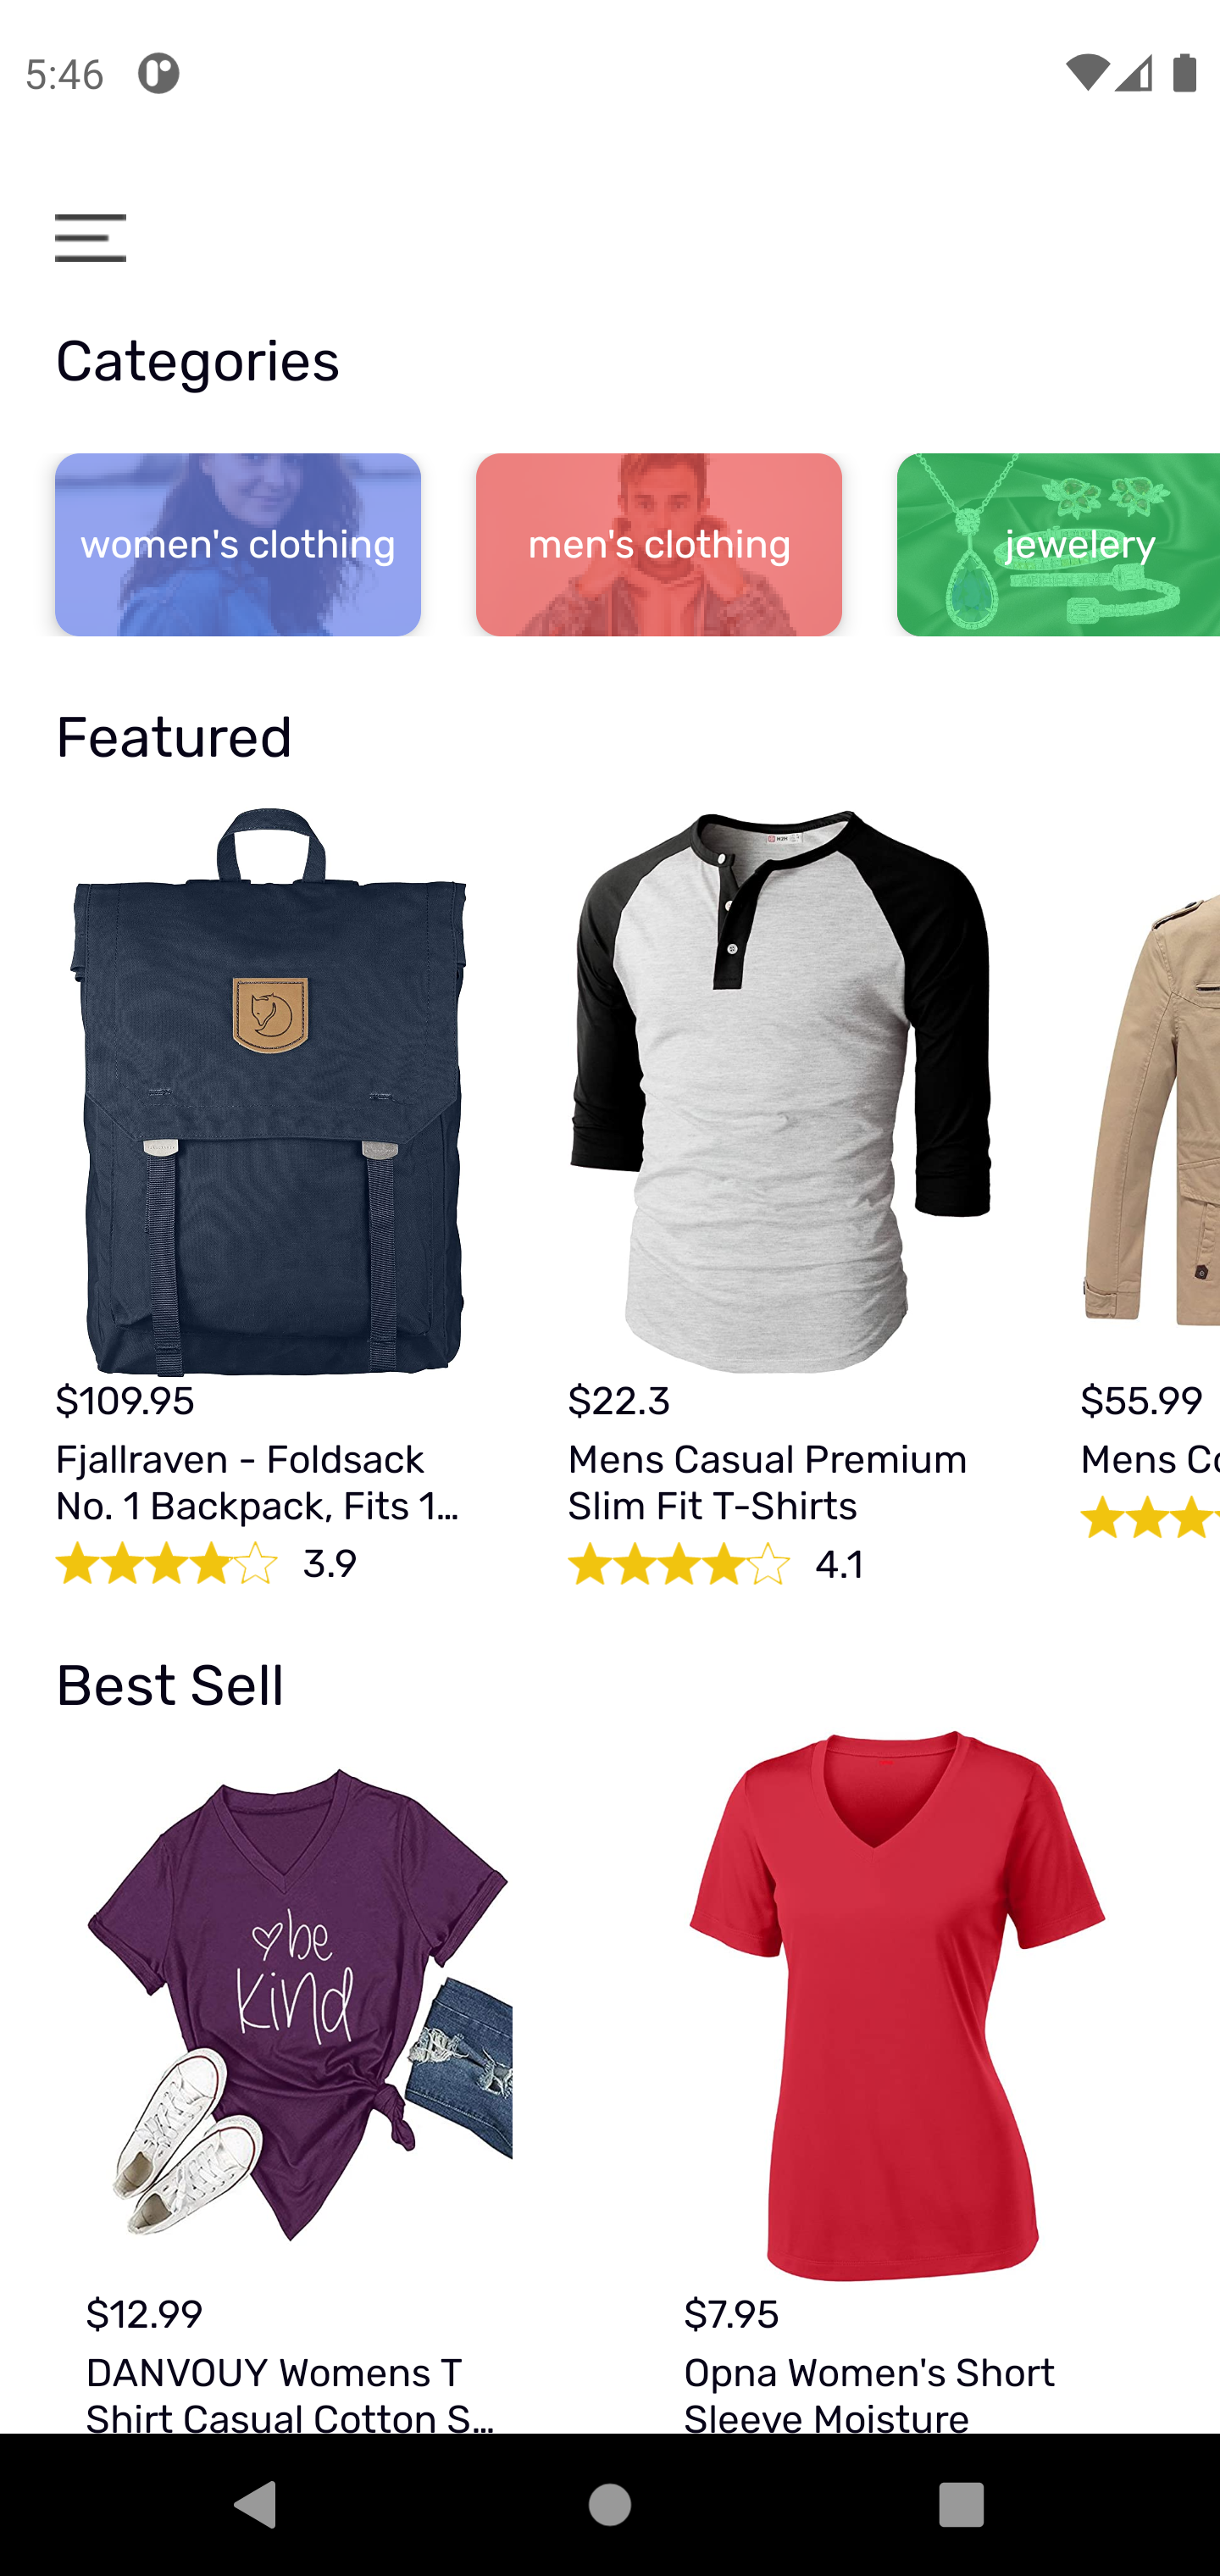 5:46
Categories
women's clothing
men's clothing
jewelery
Featured
$109.95
Fjallraven - Foldsack
No. 1 Backpack, Fits 1...
3.9
$22.3
Mens Casual Premium
Slim Fit T-Shirts
4.1
$55.99
Mens
Best Sell
be
kind
$12.99
DANVOUY Womens T
Shirt Casual Cotton S...
$7.95
Opna Women's Short
Sleeve Moisture